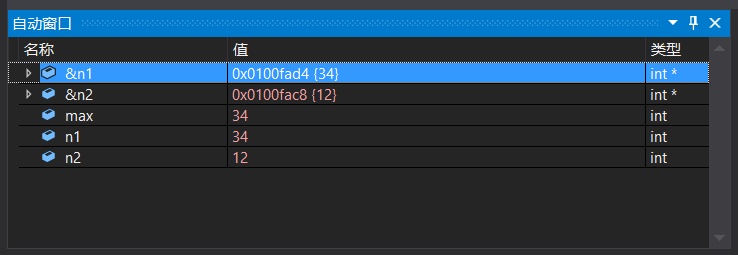 自动窗口
名称 值 类型
&n1 0x0100fad4 {34} int *
&n2 0x0100fac8 {12} int *
max 34 int
n1 34 int
n2 12 int